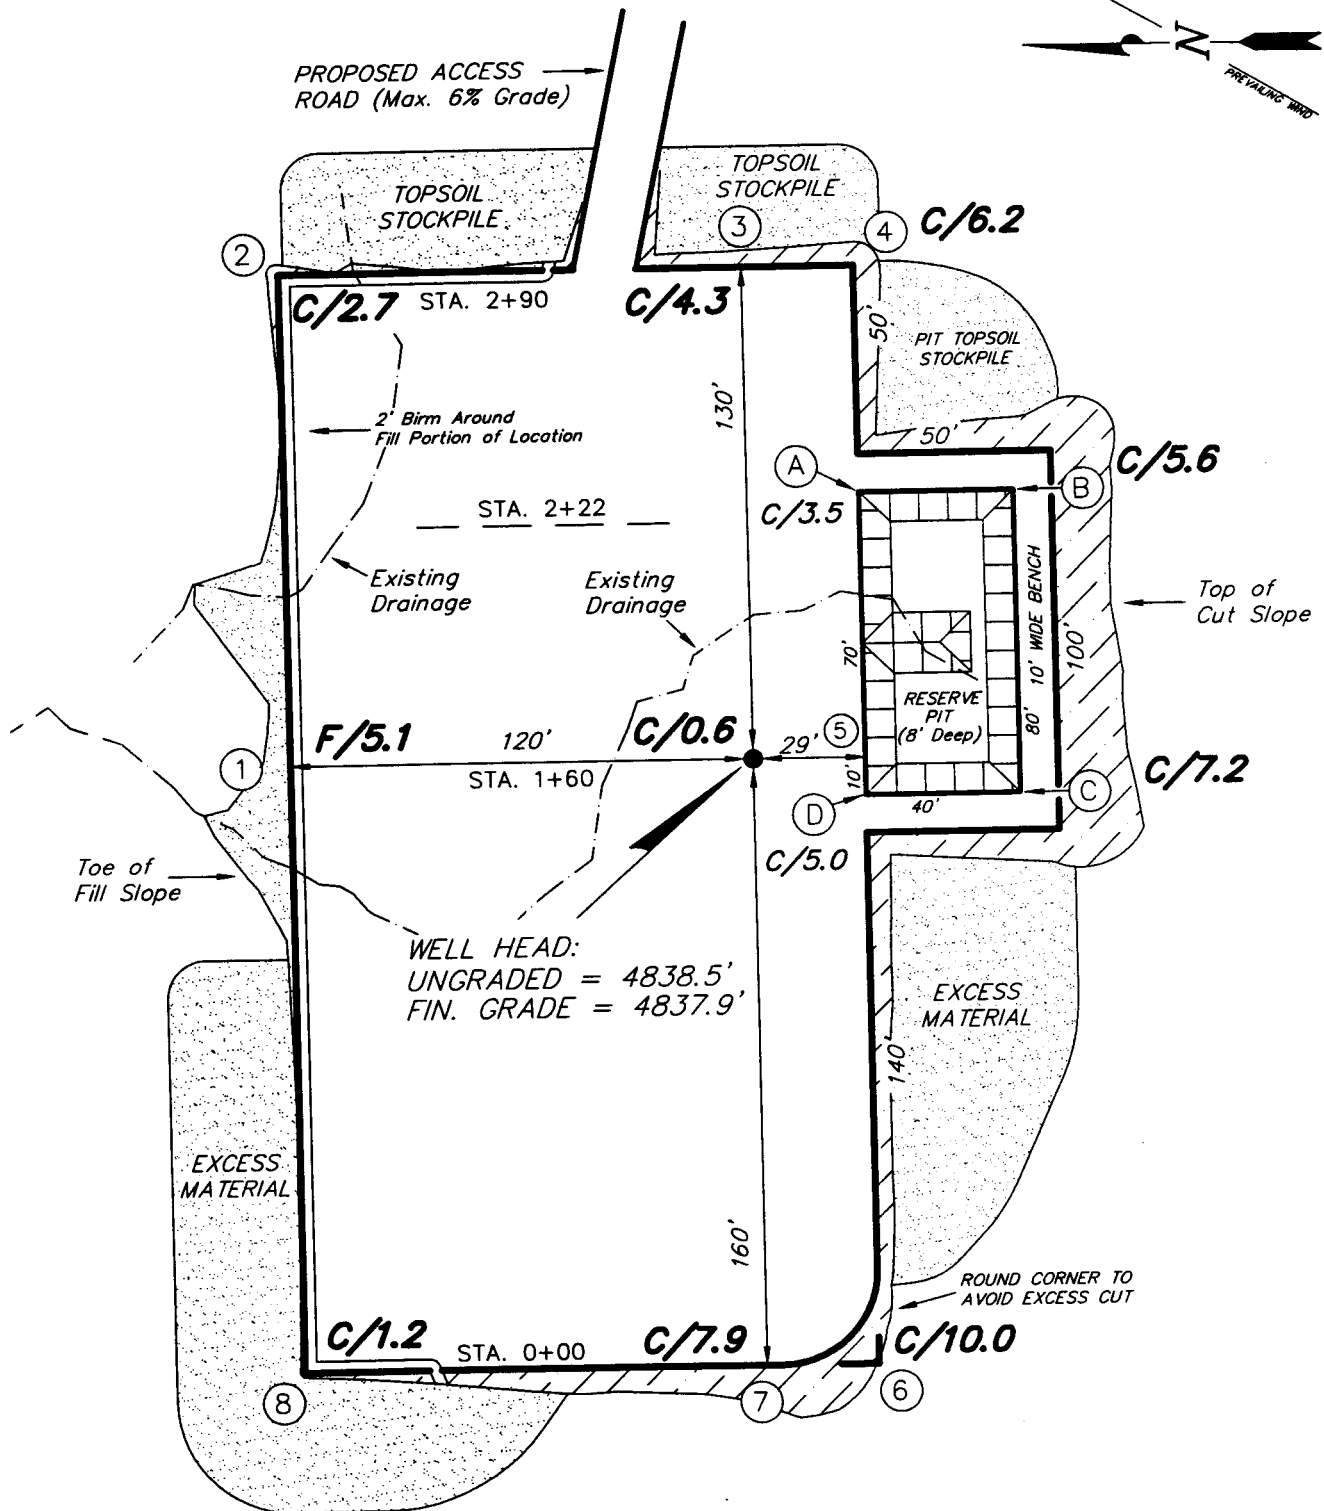 N
PREVAILING WIND
PROPOSED ACCESS
ROAD (Max. 6% Grade)
TOPSOIL
STOCKPILE
TOPSOIL
STOCKPILE
2
3
4
C/6.2
C/2.7
STA. 2+90
C/4.3
50'
PIT TOPSOIL
STOCKPILE
2' Birm Around
Fill Portion of Location
130'
50'
C/5.6
A
B
C/3.5
STA. 2+22
Existing
Drainage
Existing
Drainage
10' WIDE BENCH
100'
Top of
Cut Slope
70'
RESERVE
PIT
(8' Deep)
80'
1
F/5.1
120'
STA. 1+60
C/0.6
29'
5
10'
C/7.2
C
D
40'
C/5.0
Toe of
Fill Slope
WELL HEAD:
UNGRADED = 4838.5'
FIN. GRADE = 4837.9'
EXCESS
MATERIAL
140'
EXCESS
MATERIAL
160'
ROUND CORNER TO
AVOID EXCESS CUT
C/1.2
STA. 0+00
C/7.9
C/10.0
8
7
6